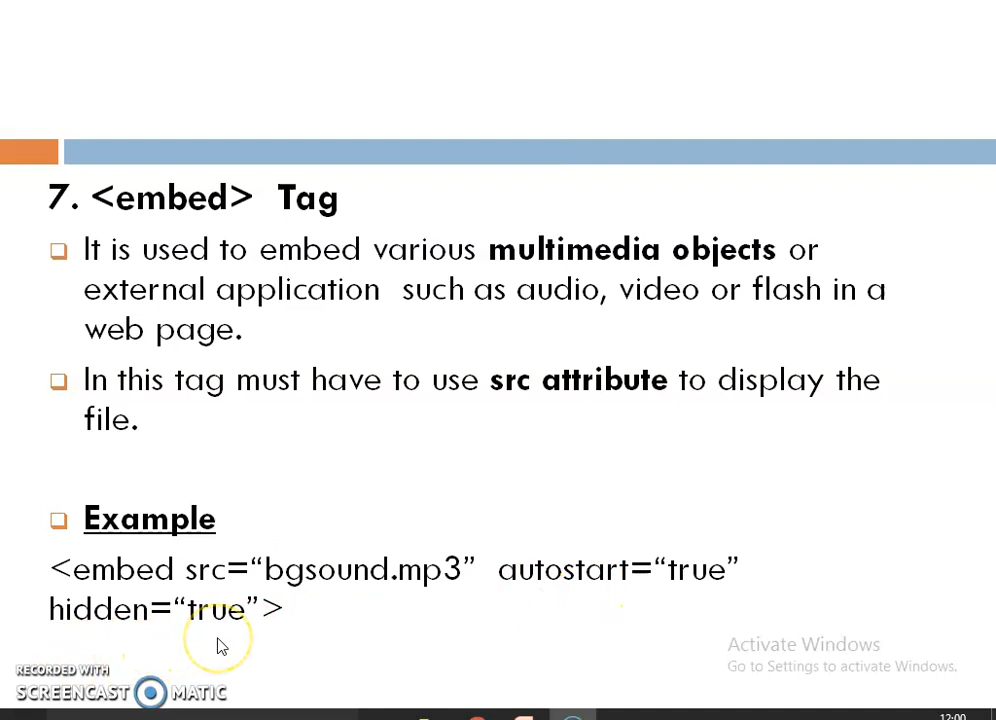 7. <embed> Tag
It is used to embed various multimedia objects or
external application such as audio, video or flash in a
web page.
In this tag must have to use src attribute to display the
file.
Example
<embed src=“bgsound.mp3” autostart=“true”
hidden=“true”>
Activate Windows
Go to Settings to activate Windows.
RECORDED WITH
SCREENCAST MATIC
12:00